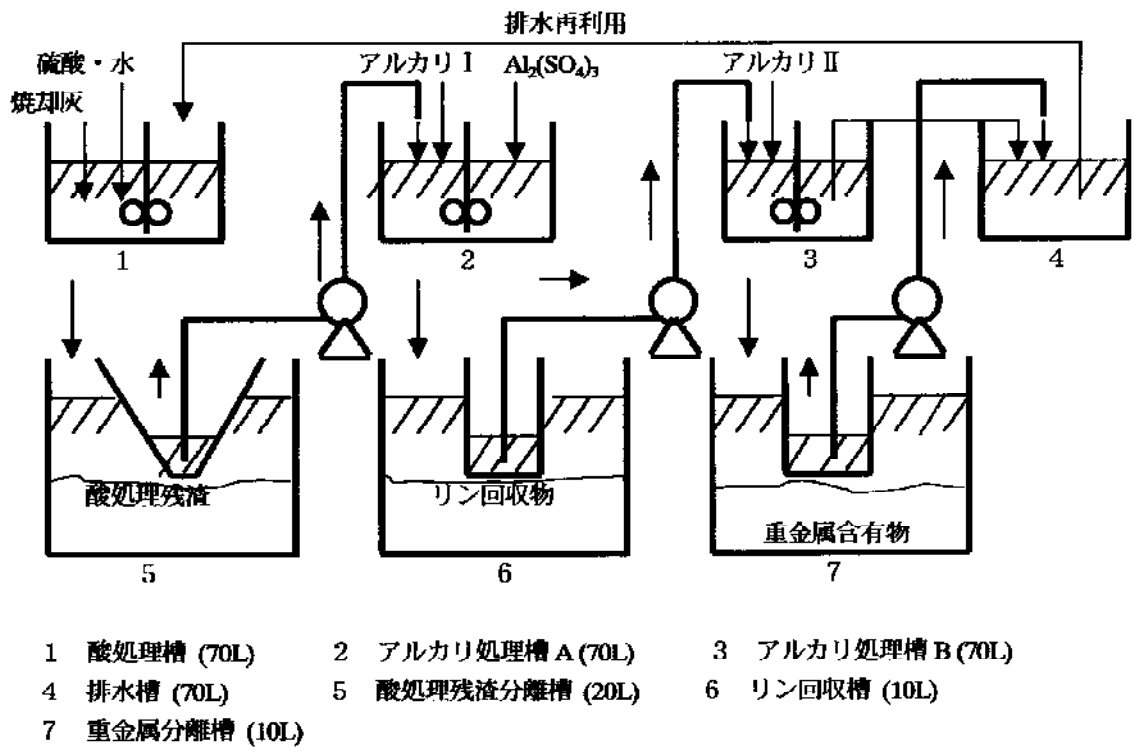 排水再利用
硫酸・水
アルカリⅠ
Al₂(SO₄)₃
アルカリⅡ
焼却灰
1
2
3
4
酸処理残渣
リン回収物
重金属含有物
5
6
7
1 酸処理槽 (70L) 2 アルカリ処理槽 A (70L) 3 アルカリ処理槽 B (70L)
4 排水槽 (70L) 5 酸処理残渣分離槽 (20L) 6 リン回収槽 (10L)
7 重金属分離槽 (10L)